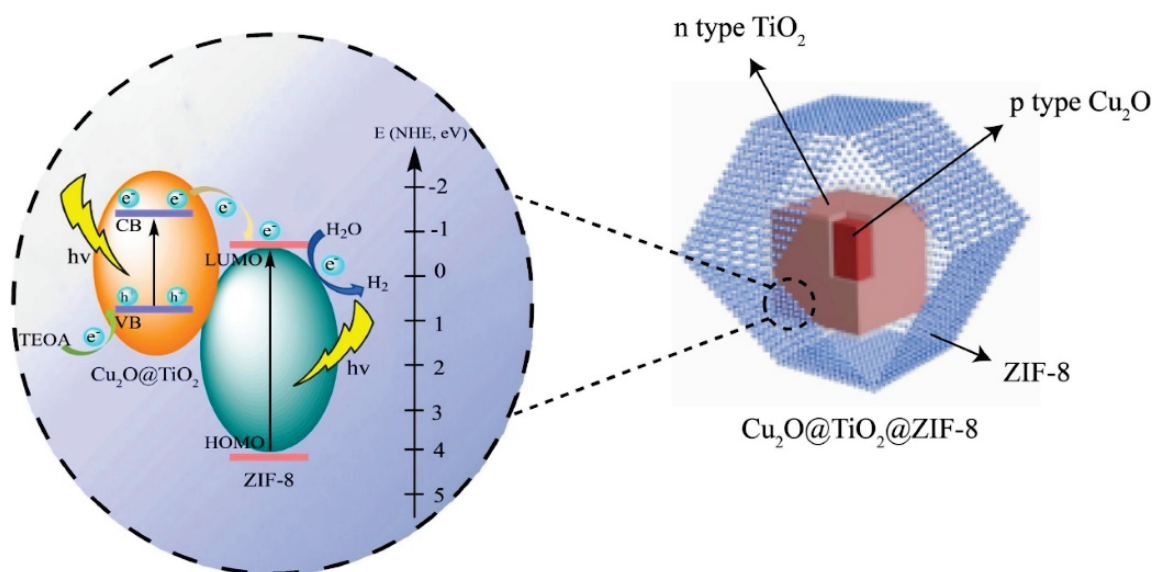 n type TiO₂
p type Cu₂O
E (NHE, eV)
-2
-1
0
1
2
3
4
5
e⁻
e⁻
e⁻
CB
hν
h⁺
h⁺
VB
e⁻
TEOA
Cu₂O@TiO₂
e⁻
H₂O
LUMO
e⁻
H₂
hν
HOMO
ZIF-8
ZIF-8
Cu₂O@TiO₂@ZIF-8